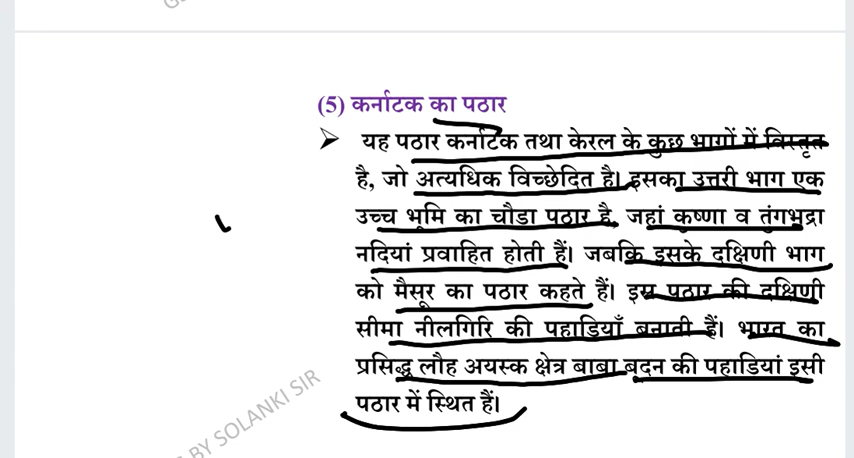 (5) कर्नाटक का पठार
➢ यह पठार कर्नाटक तथा केरल के कुछ भागों में विस्तृत
है, जो अत्यधिक विच्छेदित है। इसका उत्तरी भाग एक
उच्च भूमि का चौडा पठार है, जहां कृष्णा व तुंगभद्रा
नदियां प्रवाहित होती हैं। जबकि इसके दक्षिणी भाग
को मैसूर का पठार कहते हैं। इस पठार की दक्षिणी
सीमा नीलगिरि की पहाडियाँ बनाती हैं। भारत का
प्रसिद्ध लौह अयस्क क्षेत्र बाबा बदन की पहाडियां इसी
पठार में स्थित हैं।
BY SOLANKI SIR